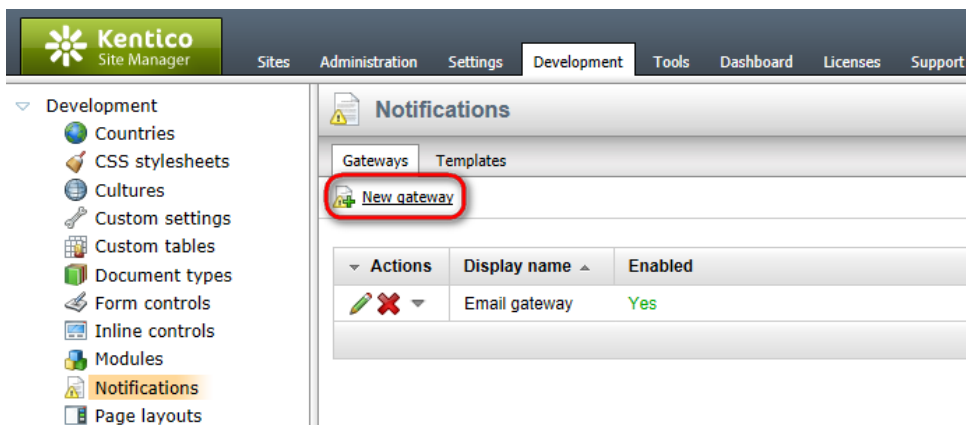 Kentico
Site Manager
Sites Administration Settings Development Tools Dashboard Licenses Support
Development
Countries
CSS stylesheets
Cultures
Custom settings
Custom tables
Document types
Form controls
Inline controls
Modules
Notifications
Page layouts
Notifications
Gateways Templates
New gateway
Actions Display name Enabled
Email gateway Yes